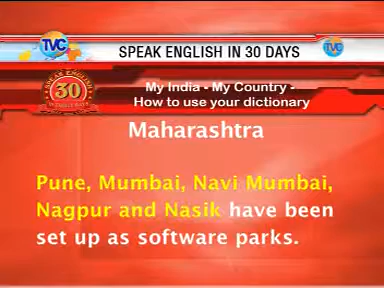 TVC
SPEAK ENGLISH IN 30 DAYS
TVC
30
My India - My Country -
How to use your dictionary
Maharashtra
Pune, Mumbai, Navi Mumbai,
Nagpur and Nasik have been
set up as software parks.